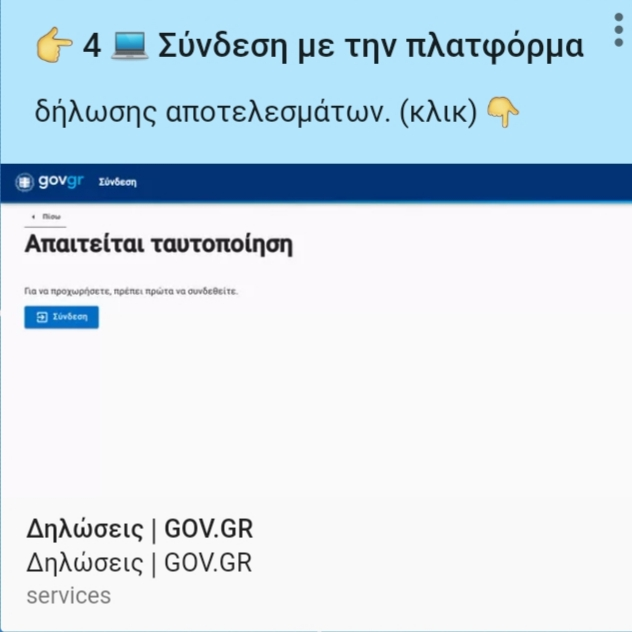 👉 4 💻 Σύνδεση με την πλατφόρμα
δήλωσης αποτελεσμάτων. (κλικ) 👇
govgr Σύνδεση
‹ Πίσω
Απαιτείται ταυτοποίηση
Για να προχωρήσετε, πρέπει πρώτα να συνδεθείτε.
Σύνδεση
Δηλώσεις | GOV.GR
Δηλώσεις | GOV.GR
services